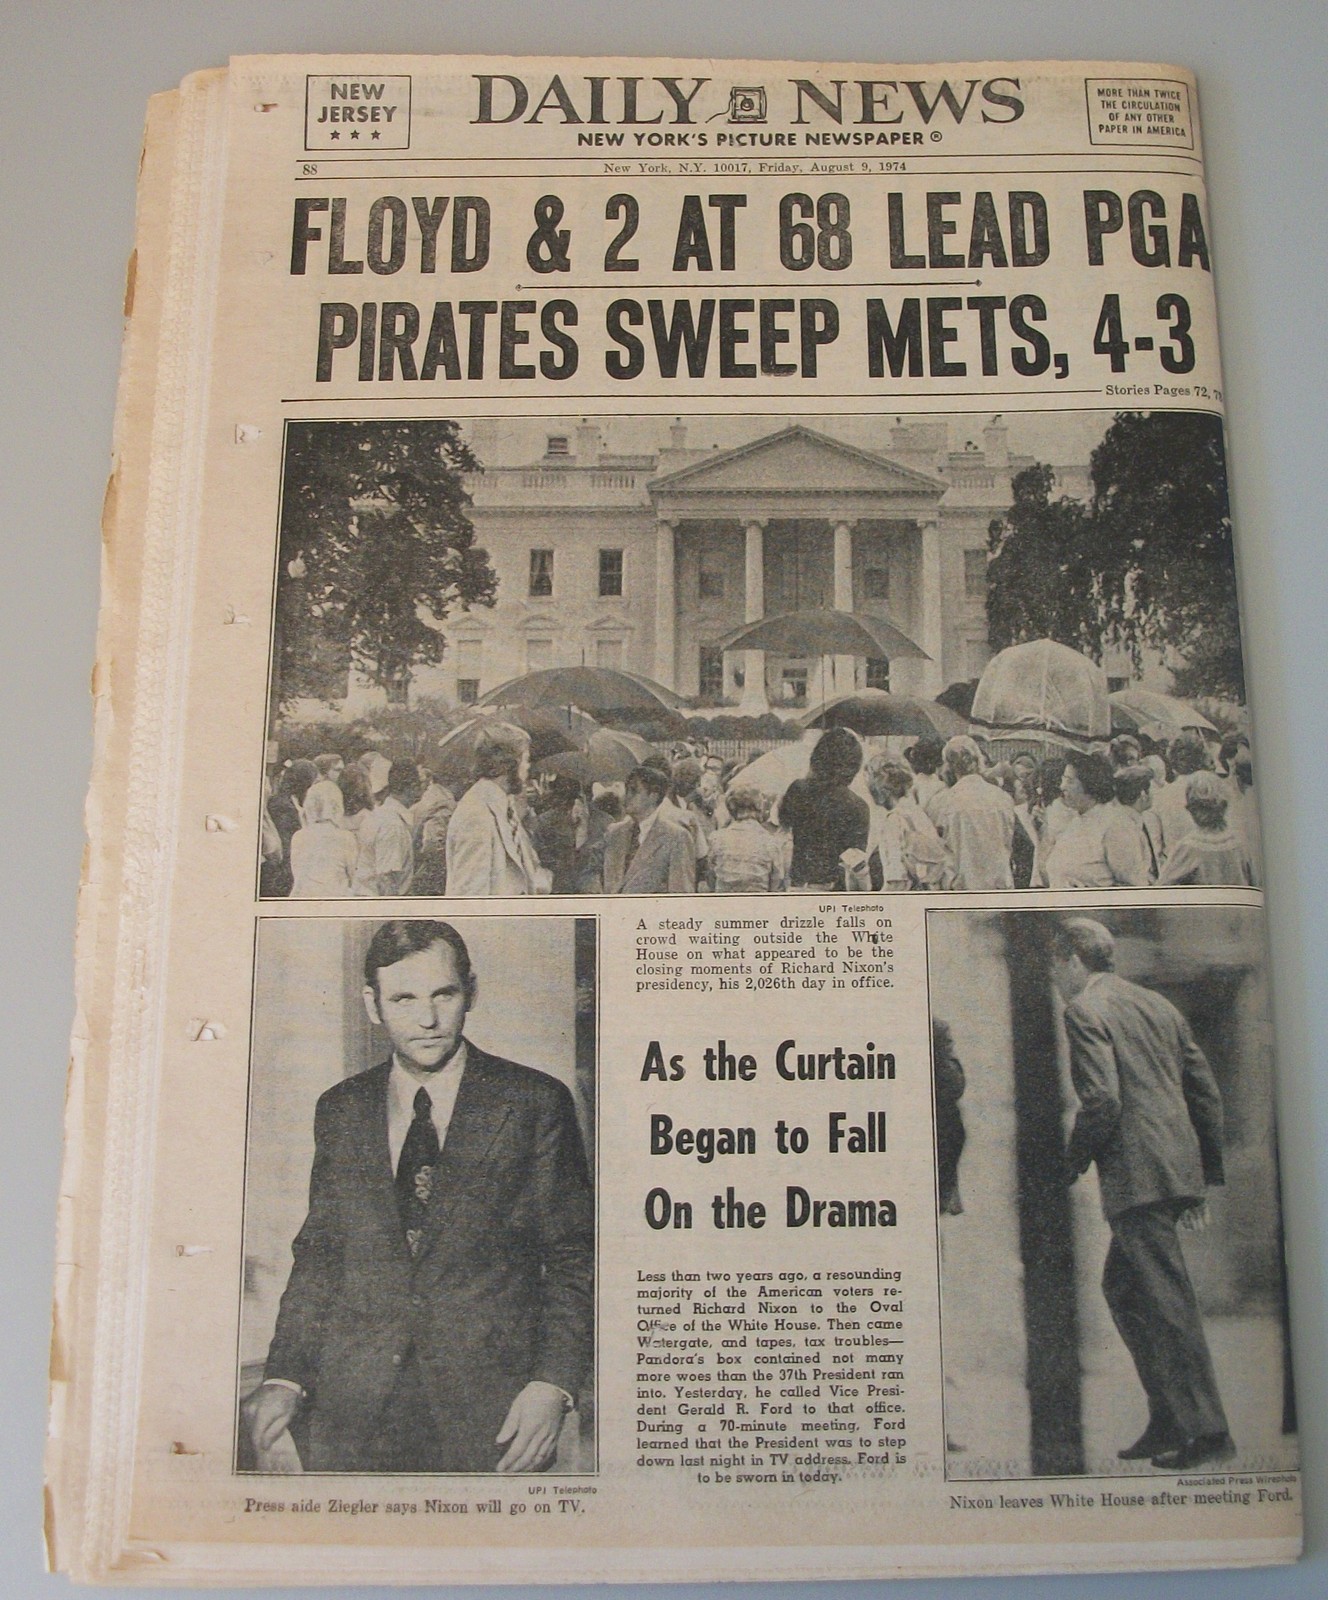 NEW
JERSEY
★ ★ ★
DAILY NEWS
NEW YORK'S PICTURE NEWSPAPER ®
MORE THAN TWICE
THE CIRCULATION
OF ANY OTHER
PAPER IN AMERICA
88
New York, N.Y. 10017, Friday, August 9, 1974
FLOYD & 2 AT 68 LEAD PGA
PIRATES SWEEP METS, 4-3
Stories Pages 72,
UPI Telephoto
A steady summer drizzle falls on
crowd waiting outside the White
House on what appeared to be the
closing moments of Richard Nixon's
presidency, his 2,026th day in office.
As the Curtain
Began to Fall
On the Drama
Less than two years ago, a resounding
majority of the American voters re-
turned Richard Nixon to the Oval
Office of the White House. Then came
Watergate, and tapes, tax troubles—
Pandora's box contained not many
more woes than the 37th President ran
into. Yesterday, he called Vice Presi-
dent Gerald R. Ford to that office.
During a 70-minute meeting, Ford
learned that the President was to step
down last night in TV address. Ford is
to be sworn in today.
UPI Telephoto
Press aide Ziegler says Nixon will go on TV.
Associated Press Wirephoto
Nixon leaves White House after meeting Ford.